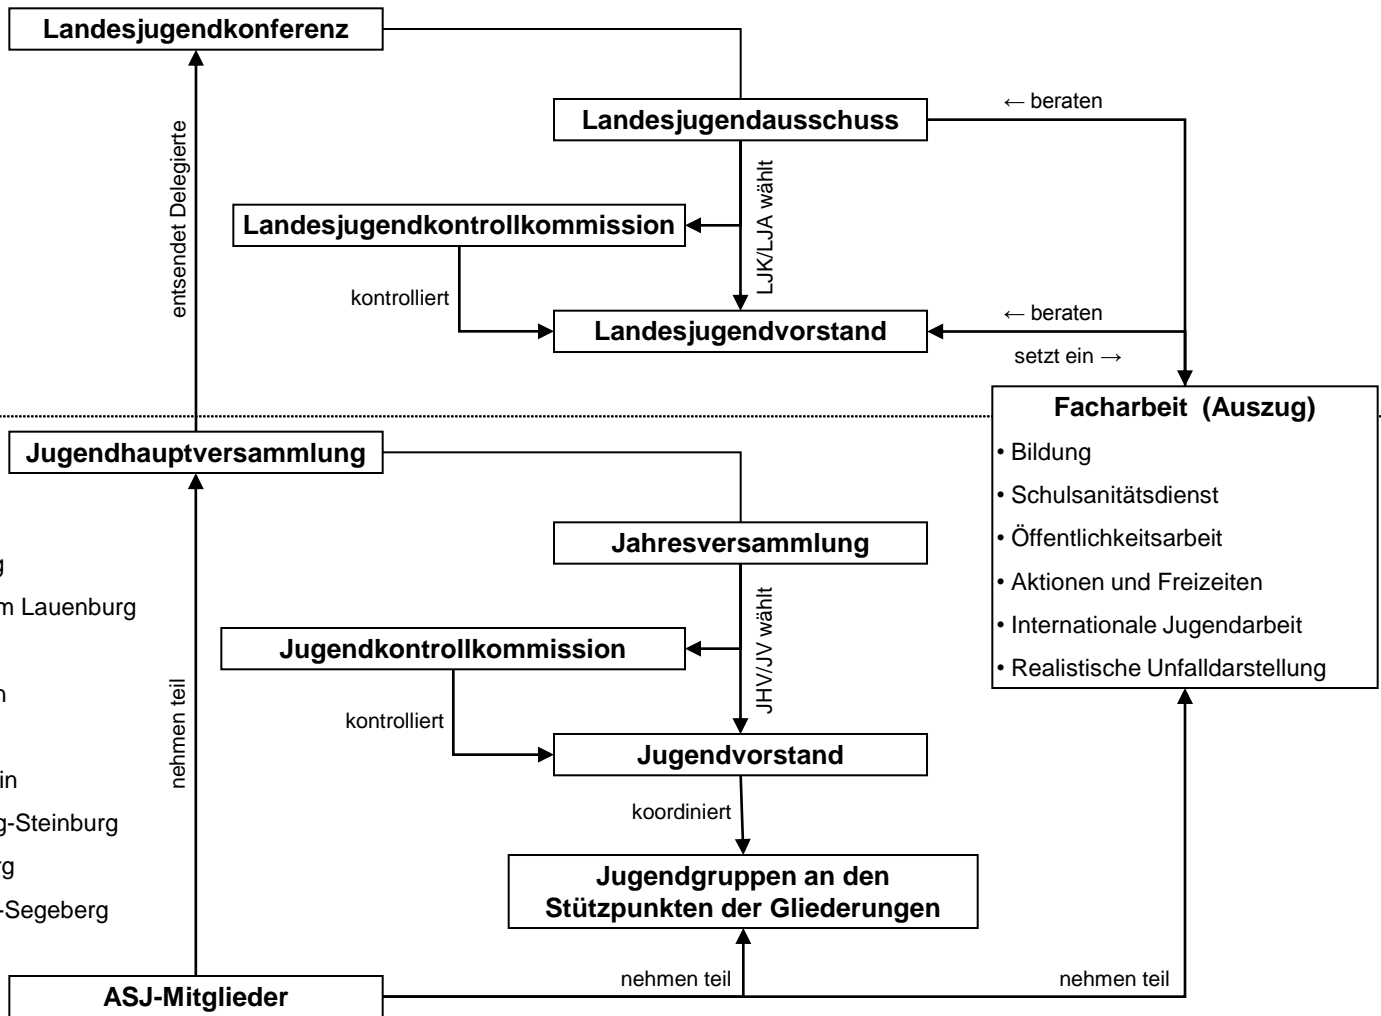 Landesjugendkonferenz
← beraten
Landesjugendausschuss
entsendet Delegierte
LJK/LJA wählt
Landesjugendkontrollkommission
kontrolliert
← beraten
Landesjugendvorstand
setzt ein →
Facharbeit (Auszug)
• Bildung
• Schulsanitätsdienst
• Öffentlichkeitsarbeit
• Aktionen und Freizeiten
• Internationale Jugendarbeit
• Realistische Unfalldarstellung
Jugendhauptversammlung
Jahresversammlung
g
m Lauenburg
n
in
g-Steinburg
rg
-Segeberg
nehmen teil
JHV/JV wählt
Jugendkontrollkommission
kontrolliert
Jugendvorstand
koordiniert
Jugendgruppen an den
Stützpunkten der Gliederungen
nehmen teil
nehmen teil
ASJ-Mitglieder